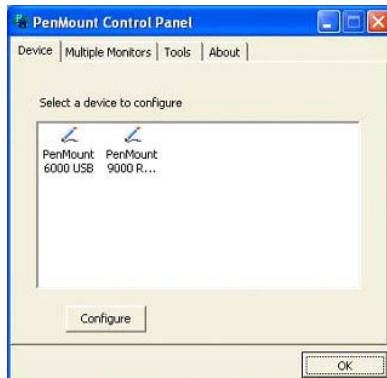 PenMount Control Panel
Device Multiple Monitors Tools About
Select a device to configure
PenMount PenMount
6000 USB 9000 R...
Configure
OK